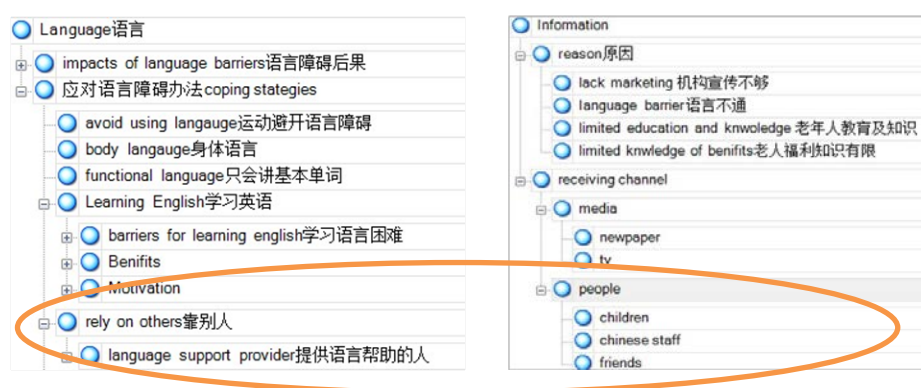 Language语言
impacts of language barriers语言障碍后果
应对语言障碍办法coping stategies
avoid using langauge运动避开语言障碍
body langauge身体语言
functional language只会讲基本单词
Learning English学习英语
barriers for learning english学习语言困难
Benifits
Motivation
rely on others靠别人
language support provider提供语言帮助的人
Information
reason原因
lack marketing 机构宣传不够
language barrier语言不通
limited education and knwoledge 老年人教育及知识
limited knwledge of benifits老人福利知识有限
receiving channel
media
newpaper
tv
people
children
chinese staff
friends